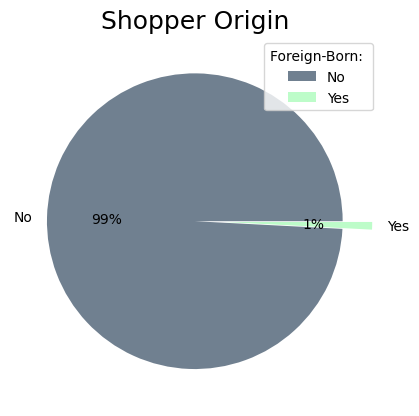 Shopper Origin
Foreign-Born:
No
Yes
No
99%
1%
Yes